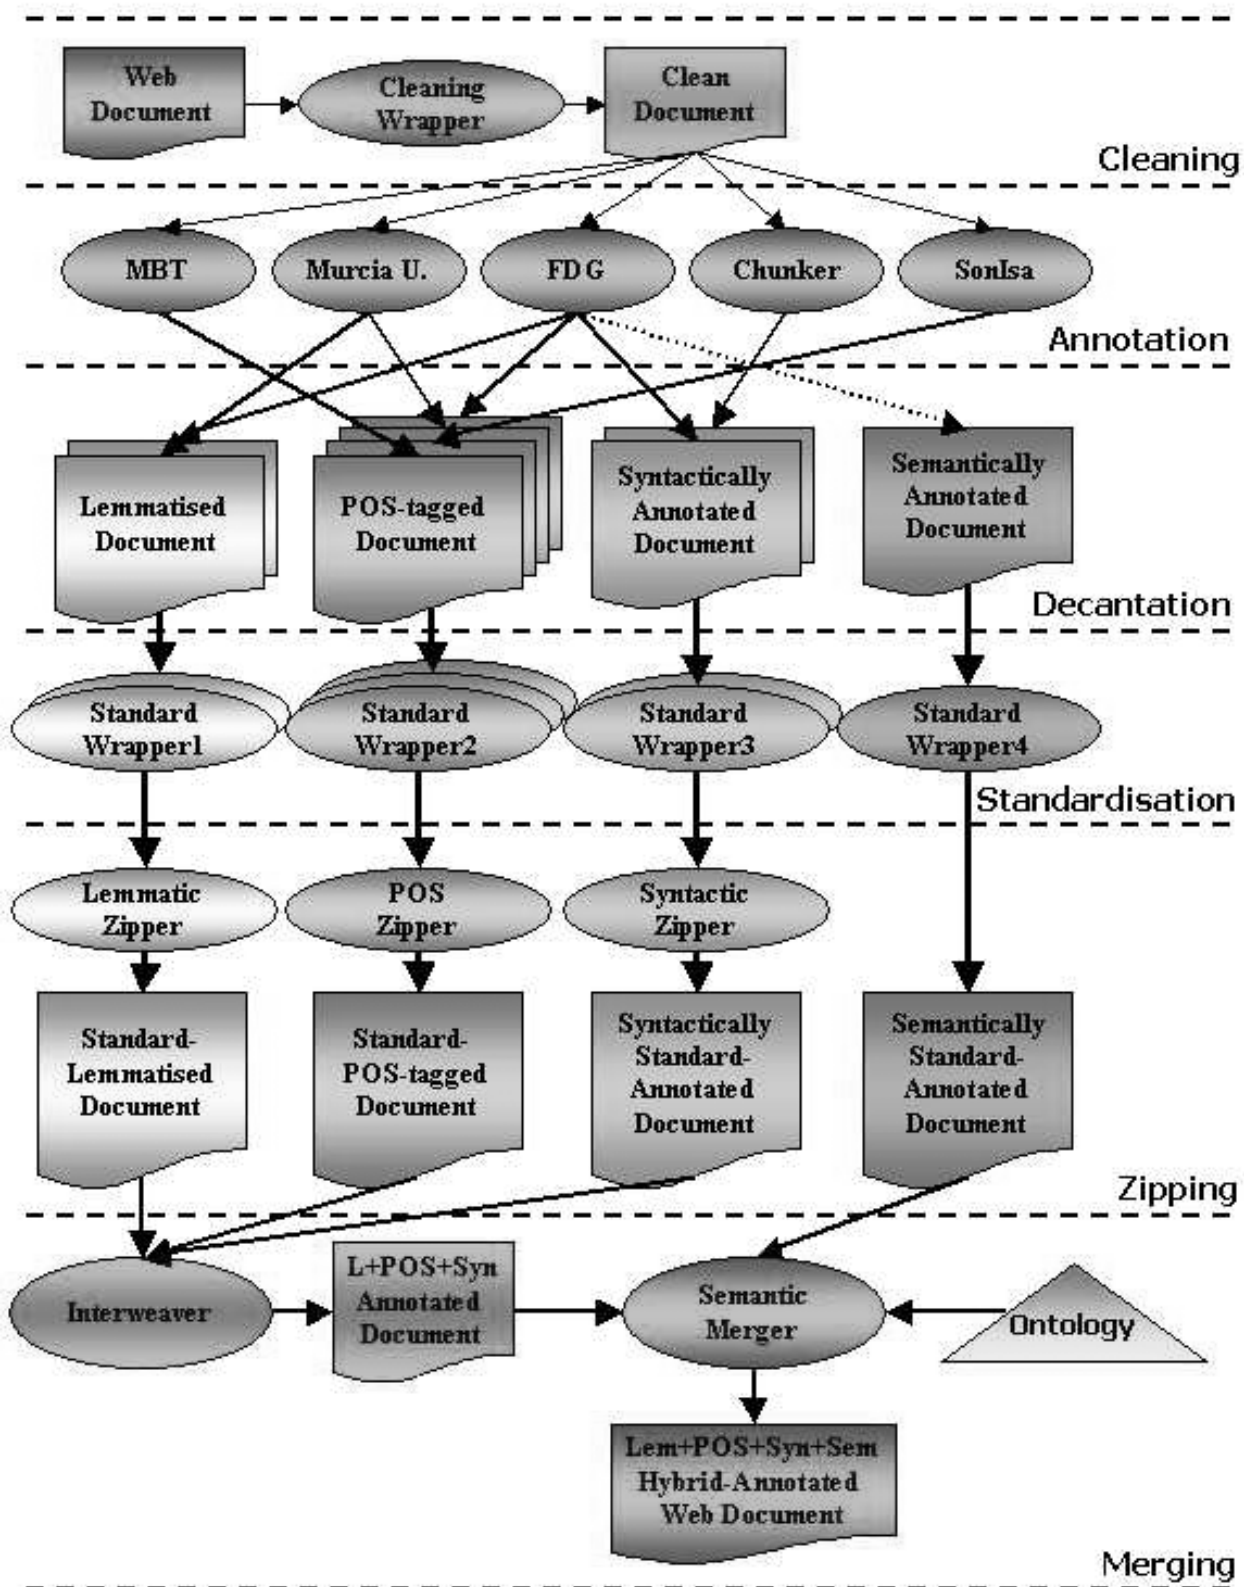 Web
Document
Cleaning
Wrapper
Clean
Document
Cleaning
MBT
Murcia U.
FDG
Chunker
SonIsa
Annotation
Lemmatised
Document
POS-tagged
Document
Syntactically
Annotated
Document
Semantically
Annotated
Document
Decantation
Standard
Wrapper1
Standard
Wrapper2
Standard
Wrapper3
Standard
Wrapper4
Standardisation
Lemmatic
Zipper
POS
Zipper
Syntactic
Zipper
Standard-
Lemmatised
Document
Standard-
POS-tagged
Document
Syntactically
Standard-
Annotated
Document
Semantically
Standard-
Annotated
Document
Zipping
Interweaver
L+POS+Syn
Annotated
Document
Semantic
Merger
Ontology
Lem+POS+Syn+Sem
Hybrid-Annotated
Web Document
Merging